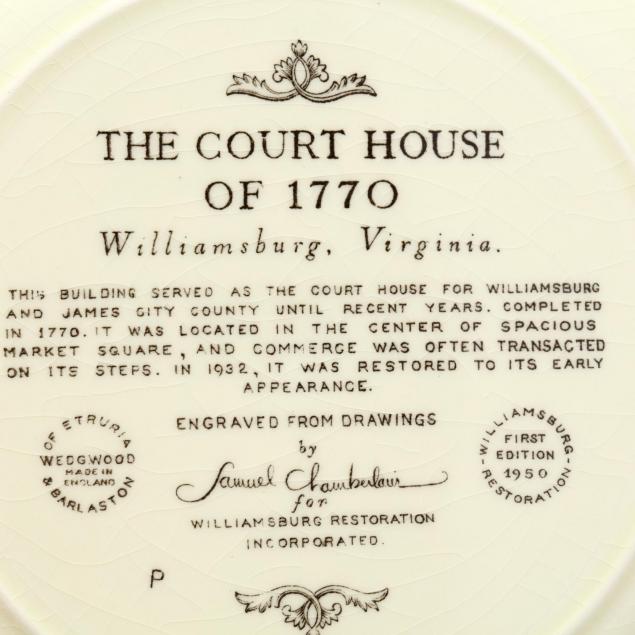 THE COURT HOUSE
OF 1770
Williamsburg, Virginia.
THIS BUILDING SERVED AS THE COURT HOUSE FOR WILLIAMSBURG
AND JAMES CITY COUNTY UNTIL RECENT YEARS. COMPLETED
IN 1770. IT WAS LOCATED IN THE CENTER OF SPACIOUS
MARKET SQUARE, AND COMMERCE WAS OFTEN TRANSACTED
ON ITS STEPS. IN 1932, IT WAS RESTORED TO ITS EARLY
APPEARANCE.
ENGRAVED FROM DRAWINGS
by
Samuel Chamberlain
for
WILLIAMSBURG RESTORATION
INCORPORATED.
OF ETRURIA
WEDGWOOD
MADE IN
ENGLAND
& BARLASTON
-WILLIAMSBURG-
FIRST
EDITION
1950
RESTORATION
P